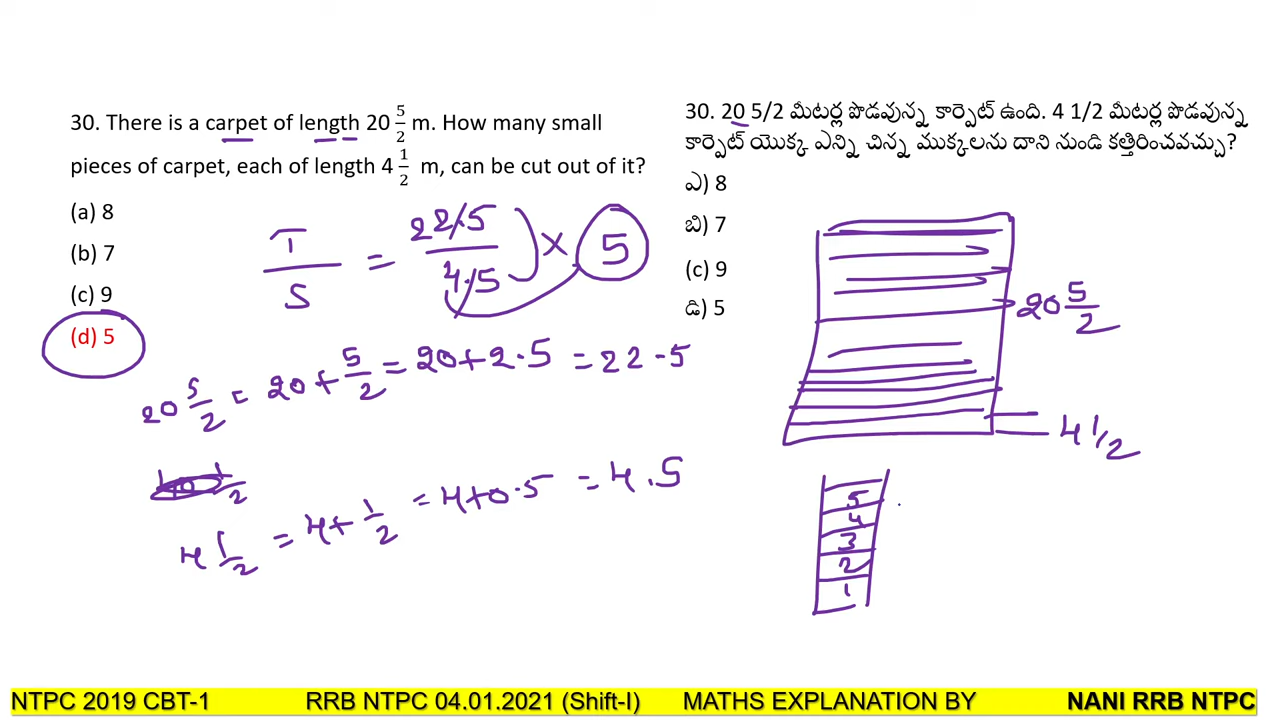 30. There is a carpet of length 20 5/2 m. How many small
pieces of carpet, each of length 4 1/2 m, can be cut out of it?
(a) 8
(b) 7
(c) 9
(d) 5
T/S = 22.5/4.5 ) × 5
20 5/2 = 20 + 5/2 = 20 + 2.5 = 22.5
4 1/2 = 4 + 1/2 = 4 + 0.5 = 4.5
30. 20 5/2 మీటర్ల పొడవున్న కార్పెట్ ఉంది. 4 1/2 మీటర్ల పొడవున్న
కార్పెట్ యొక్క ఎన్ని చిన్న ముక్కలను దాని నుండి కత్తిరించవచ్చు?
ఎ) 8
బి) 7
(c) 9
డి) 5
20 5/2
4 1/2
5
4
3
2
1
NTPC 2019 CBT-1 RRB NTPC 04.01.2021 (Shift-I) MATHS EXPLANATION BY NANI RRB NTPC